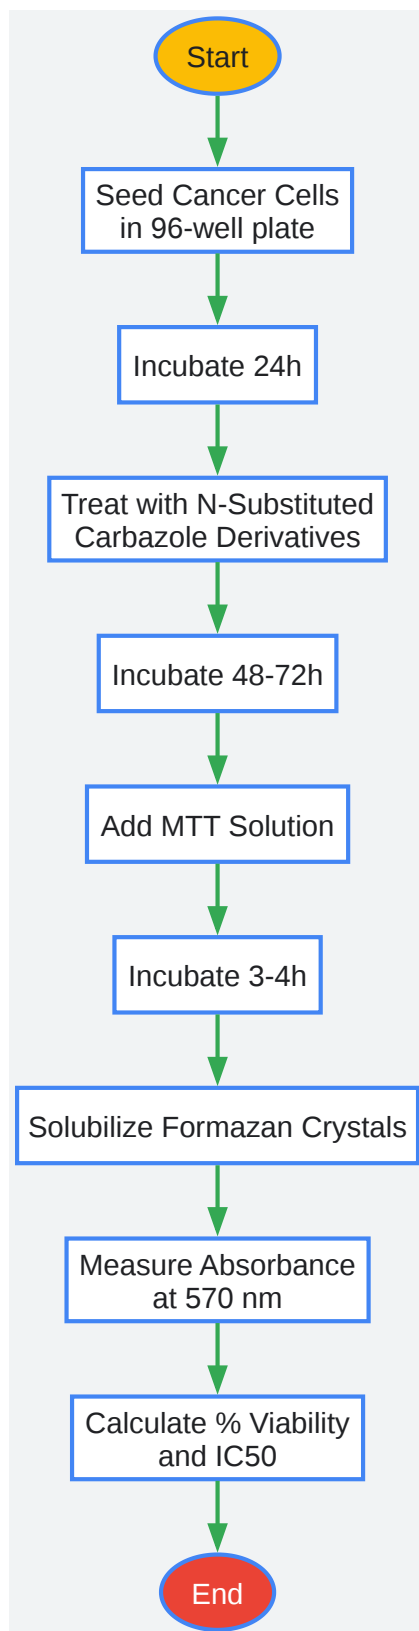 Start
Seed Cancer Cells
in 96-well plate
Incubate 24h
Treat with N-Substituted
Carbazole Derivatives
Incubate 48-72h
Add MTT Solution
Incubate 3-4h
Solubilize Formazan Crystals
Measure Absorbance
at 570 nm
Calculate % Viability
and IC50
End